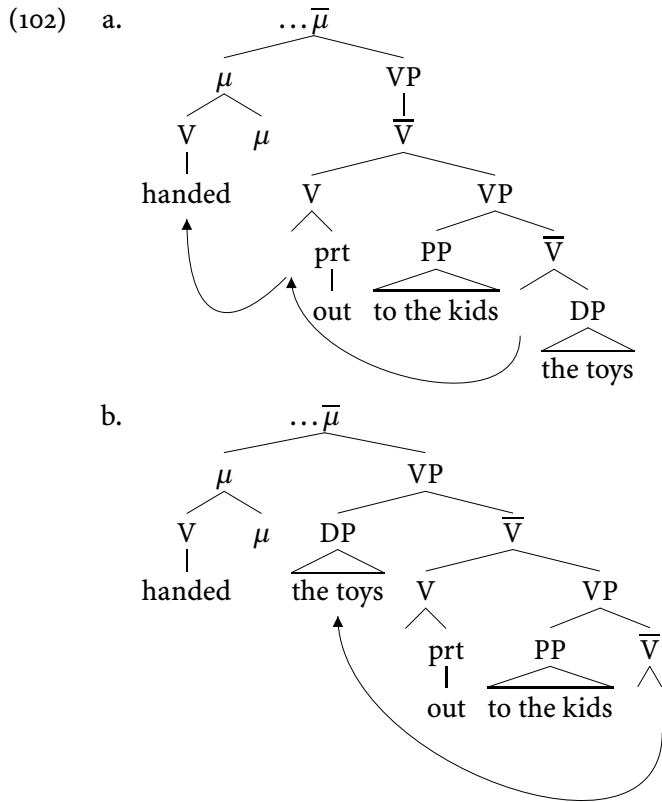 (102) a. … μ̅
μ VP
V μ V̅
handed V VP
prt PP V̅
out to the kids DP
the toys
b. … μ̅
μ VP
V μ DP V̅
handed the toys V VP
prt PP V̅
out to the kids